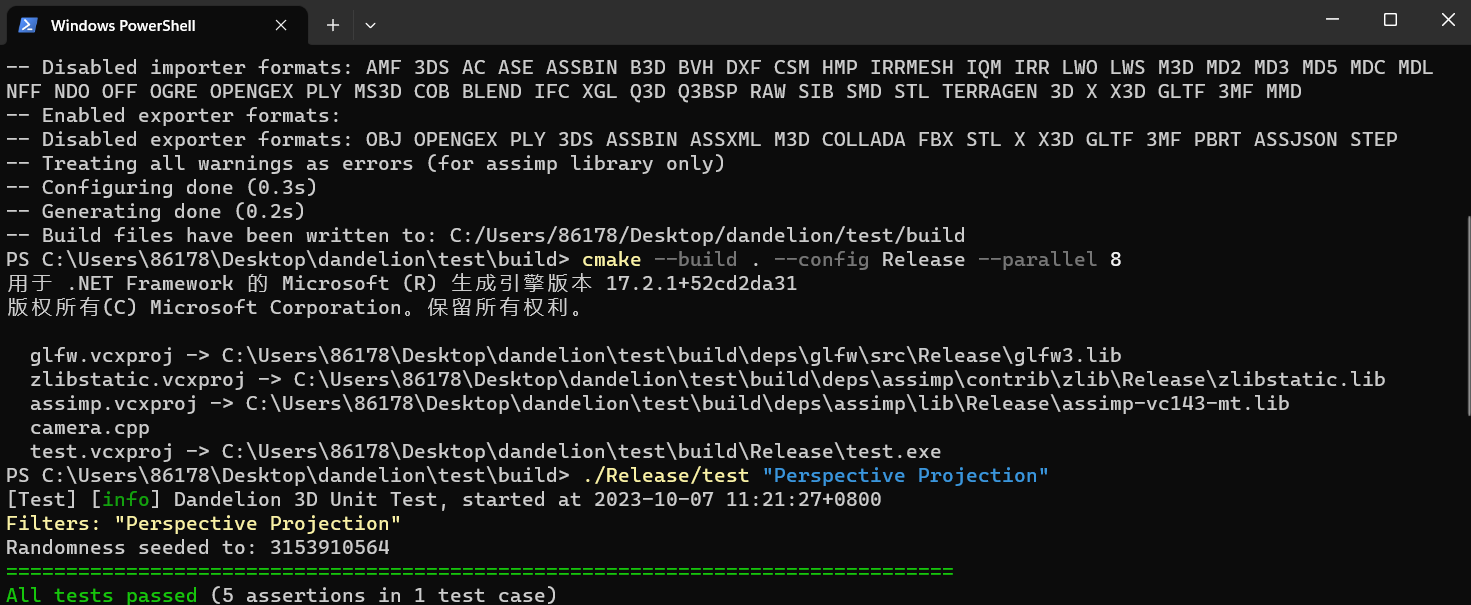 Windows PowerShell
-- Disabled importer formats: AMF 3DS AC ASE ASSBIN B3D BVH DXF CSM HMP IRRMESH IQM IRR LWO LWS M3D MD2 MD3 MD5 MDC MDL
NFF NDO OFF OGRE OPENGEX PLY MS3D COB BLEND IFC XGL Q3D Q3BSP RAW SIB SMD STL TERRAGEN 3D X X3D GLTF 3MF MMD
-- Enabled exporter formats:
-- Disabled exporter formats: OBJ OPENGEX PLY 3DS ASSBIN ASSXML M3D COLLADA FBX STL X X3D GLTF 3MF PBRT ASSJSON STEP
-- Treating all warnings as errors (for assimp library only)
-- Configuring done (0.3s)
-- Generating done (0.2s)
-- Build files have been written to: C:/Users/86178/Desktop/dandelion/test/build
PS C:\Users\86178\Desktop\dandelion\test\build> cmake --build . --config Release --parallel 8
用于 .NET Framework 的 Microsoft (R) 生成引擎版本 17.2.1+52cd2da31
版权所有(C) Microsoft Corporation。保留所有权利。
glfw.vcxproj -> C:\Users\86178\Desktop\dandelion\test\build\deps\glfw\src\Release\glfw3.lib
zlibstatic.vcxproj -> C:\Users\86178\Desktop\dandelion\test\build\deps\assimp\contrib\zlib\Release\zlibstatic.lib
assimp.vcxproj -> C:\Users\86178\Desktop\dandelion\test\build\deps\assimp\lib\Release\assimp-vc143-mt.lib
camera.cpp
test.vcxproj -> C:\Users\86178\Desktop\dandelion\test\build\Release\test.exe
PS C:\Users\86178\Desktop\dandelion\test\build> ./Release/test "Perspective Projection"
[Test] [info] Dandelion 3D Unit Test, started at 2023-10-07 11:21:27+0800
Filters: "Perspective Projection"
Randomness seeded to: 3153910564
===============================================================================
All tests passed (5 assertions in 1 test case)